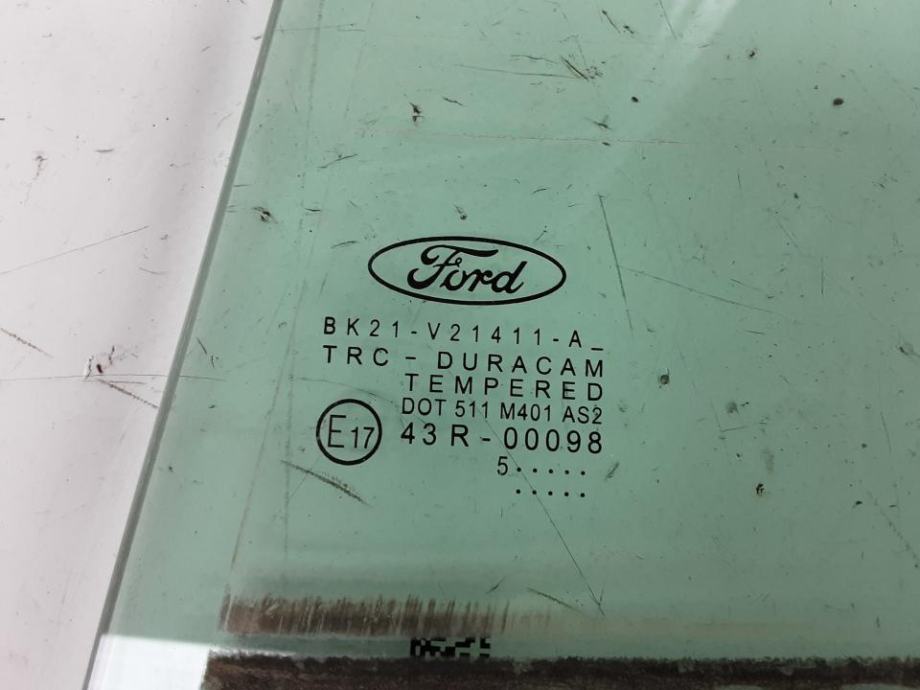 Ford
BK21-V21411-A_
TRC - DURACAM
TEMPERED
DOT 511 M401 AS2
E17 43R-00098
5.....
.....